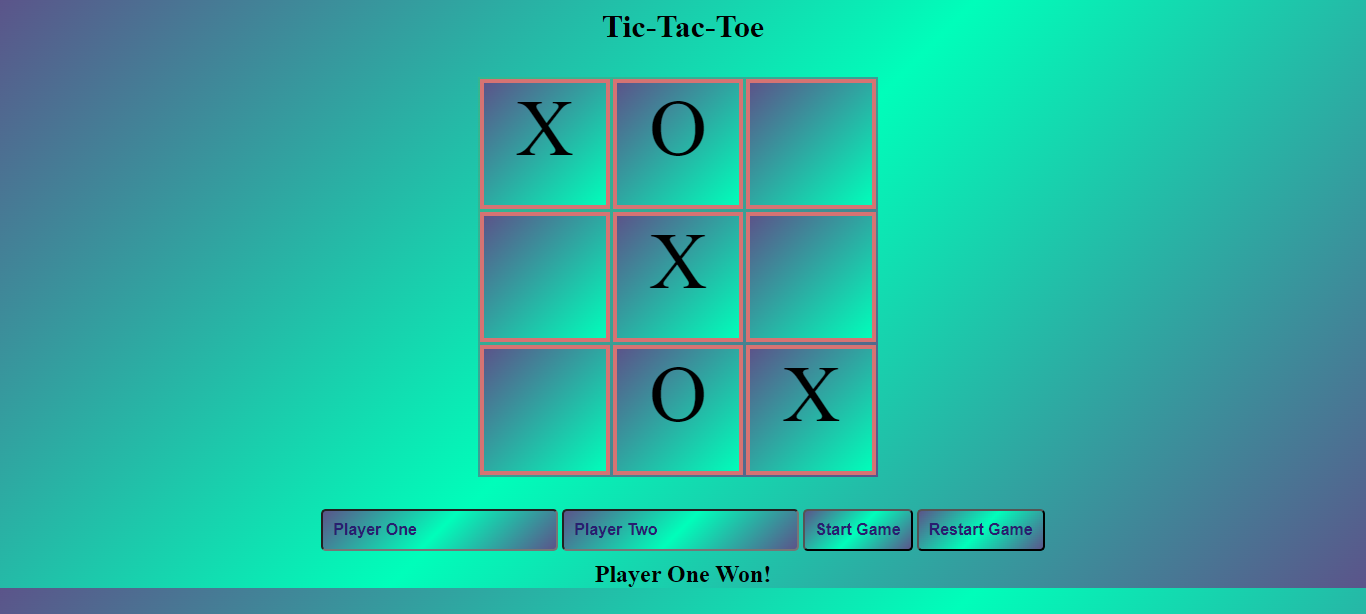 Tic-Tac-Toe
X O
X
O X
Player One Player Two Start Game Restart Game
Player One Won!